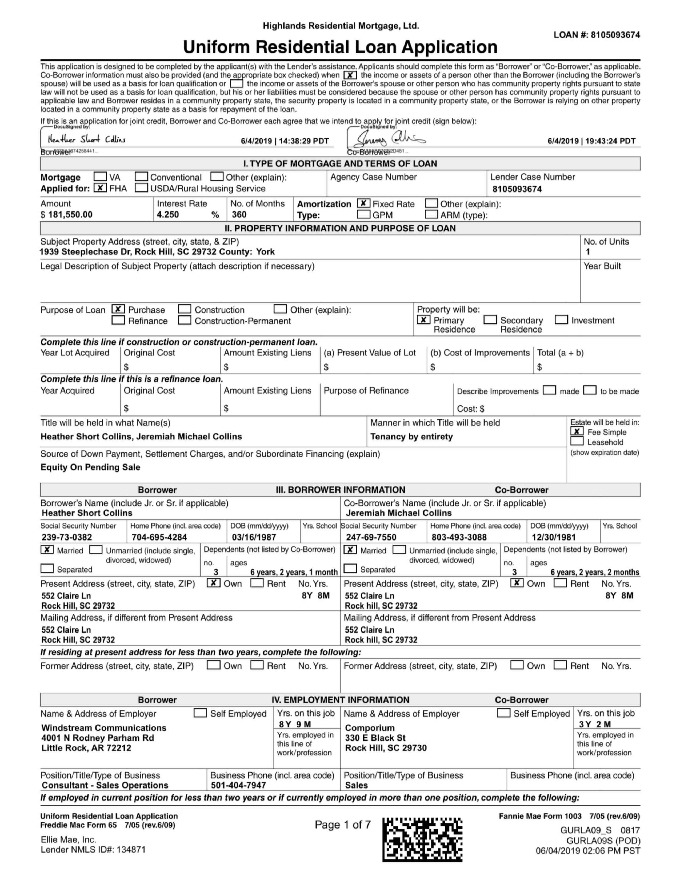 Highlands Residential Mortgage, Ltd.
LOAN #: 8105093674
Uniform Residential Loan Application
This application is designed to be completed by the applicant(s) with the Lender's assistance. Applicants should complete this form as "Borrower" or "Co-Borrower," as applicable.
Co-Borrower information must also be provided (and the appropriate box checked) when [X] the income or assets of a person other than the Borrower (including the Borrower's
spouse) will be used as a basis for loan qualification or [ ] the income or assets of the Borrower's spouse or other person who has community property rights pursuant to state
law will not be used as a basis for loan qualification, but his or her liabilities must be considered because the spouse or other person has community property rights pursuant to
applicable law and Borrower resides in a community property state, the security property is located in a community property state, or the Borrower is relying on other property
located in a community property state as a basis for repayment of the loan.
If this is an application for joint credit, Borrower and Co-Borrower each agree that we intend to apply for joint credit (sign below):
DocuSigned by: DocuSigned by:
Heather Short Collins 6/4/2019 | 14:38:29 PDT 6/4/2019 | 19:43:24 PDT
Borrower Co-Borrower
I. TYPE OF MORTGAGE AND TERMS OF LOAN
Mortgage [ ] VA [ ] Conventional [ ] Other (explain): Agency Case Number Lender Case Number
Applied for: [X] FHA [ ] USDA/Rural Housing Service 8105093674
Amount Interest Rate No. of Months Amortization [X] Fixed Rate [ ] Other (explain):
$ 181,550.00 4.250 % 360 Type: [ ] GPM [ ] ARM (type):
II. PROPERTY INFORMATION AND PURPOSE OF LOAN
Subject Property Address (street, city, state, & ZIP) No. of Units
1939 Steeplechase Dr, Rock Hill, SC 29732 County: York 1
Legal Description of Subject Property (attach description if necessary) Year Built
Purpose of Loan [X] Purchase [ ] Construction [ ] Other (explain): Property will be:
[ ] Refinance [ ] Construction-Permanent [X] Primary Residence [ ] Secondary Residence [ ] Investment
Complete this line if construction or construction-permanent loan.
Year Lot Acquired Original Cost Amount Existing Liens (a) Present Value of Lot (b) Cost of Improvements Total (a + b)
$ $ $ $ $
Complete this line if this is a refinance loan.
Year Acquired Original Cost Amount Existing Liens Purpose of Refinance Describe Improvements [ ] made [ ] to be made
$ $ Cost: $
Title will be held in what Name(s) Manner in which Title will be held Estate will be held in:
Heather Short Collins, Jeremiah Michael Collins Tenancy by entirety [X] Fee Simple
[ ] Leasehold
Source of Down Payment, Settlement Charges, and/or Subordinate Financing (explain) (show expiration date)
Equity On Pending Sale
Borrower III. BORROWER INFORMATION Co-Borrower
Borrower's Name (include Jr. or Sr. if applicable) Co-Borrower's Name (include Jr. or Sr. if applicable)
Heather Short Collins Jeremiah Michael Collins
Social Security Number Home Phone (incl. area code) DOB (mm/dd/yyyy) Yrs. School Social Security Number Home Phone (incl. area code) DOB (mm/dd/yyyy) Yrs. School
239-73-0382 704-695-4284 03/16/1987 247-69-7550 803-493-3088 12/30/1981
[X] Married [ ] Unmarried (include single, Dependents (not listed by Co-Borrower) [X] Married [ ] Unmarried (include single, Dependents (not listed by Borrower)
divorced, widowed) no. ages divorced, widowed) no. ages
[ ] Separated 3 6 years, 2 years, 1 month [ ] Separated 3 6 years, 2 years, 2 months
Present Address (street, city, state, ZIP) [X] Own [ ] Rent No. Yrs. Present Address (street, city, state, ZIP) [X] Own [ ] Rent No. Yrs.
552 Claire Ln 8Y 8M 552 Claire Ln 8Y 8M
Rock Hill, SC 29732 Rock hill, SC 29732
Mailing Address, if different from Present Address Mailing Address, if different from Present Address
552 Claire Ln 552 Claire Ln
Rock Hill, SC 29732 Rock hill, SC 29732
If residing at present address for less than two years, complete the following:
Former Address (street, city, state, ZIP) [ ] Own [ ] Rent No. Yrs. Former Address (street, city, state, ZIP) [ ] Own [ ] Rent No. Yrs.
Borrower IV. EMPLOYMENT INFORMATION Co-Borrower
Name & Address of Employer [ ] Self Employed Yrs. on this job Name & Address of Employer [ ] Self Employed Yrs. on this job
8 Y 9 M 3 Y 2 M
Windstream Communications Yrs. employed in Comporium Yrs. employed in
4001 N Rodney Parham Rd this line of 330 E Black St this line of
Little Rock, AR 72212 work/profession Rock Hill, SC 29730 work/profession
Position/Title/Type of Business Business Phone (incl. area code) Position/Title/Type of Business Business Phone (incl. area code)
Consultant - Sales Operations 501-404-7947 Sales
If employed in current position for less than two years or if currently employed in more than one position, complete the following:
Uniform Residential Loan Application Fannie Mae Form 1003 7/05 (rev.6/09)
Freddie Mac Form 65 7/05 (rev.6/09)
Page 1 of 7
GURLA09_S 0817
Ellie Mae, Inc. GURLA09S (POD)
Lender NMLS ID#: 134871 06/04/2019 02:06 PM PST